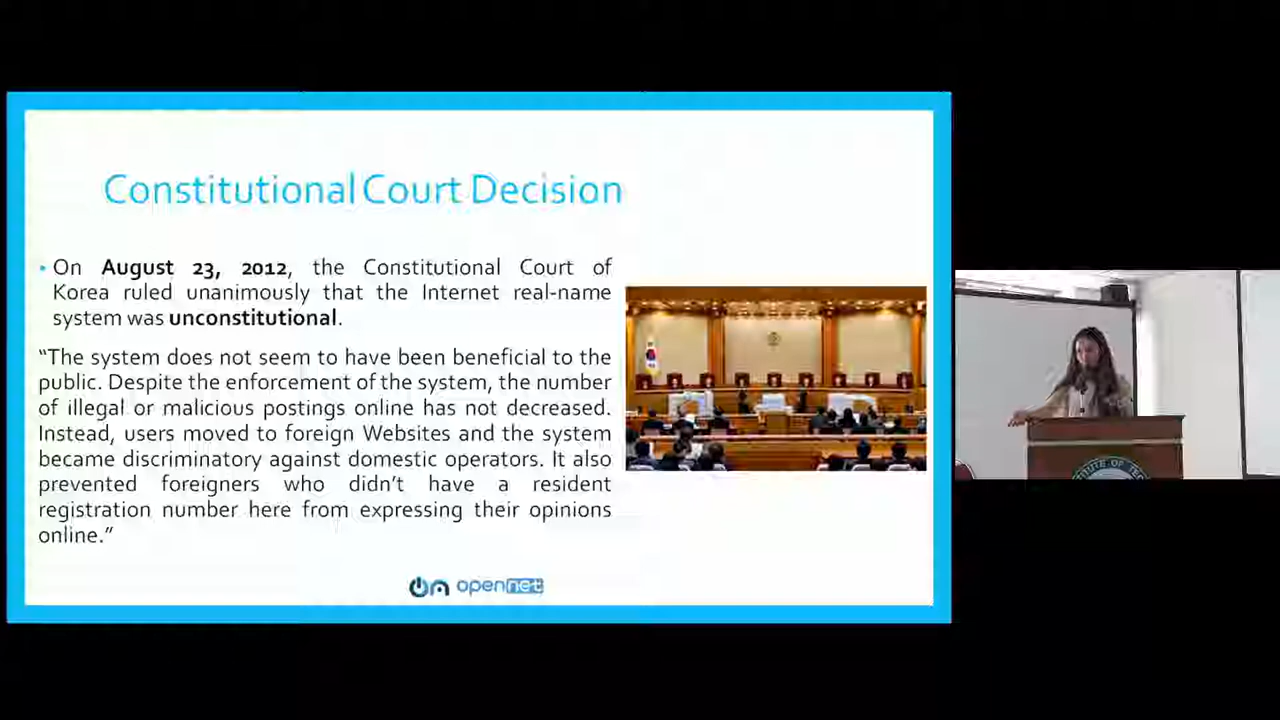 Constitutional Court Decision
• On August 23, 2012, the Constitutional Court of
Korea ruled unanimously that the Internet real-name
system was unconstitutional.
“The system does not seem to have been beneficial to the
public. Despite the enforcement of the system, the number
of illegal or malicious postings online has not decreased.
Instead, users moved to foreign Websites and the system
became discriminatory against domestic operators. It also
prevented foreigners who didn’t have a resident
registration number here from expressing their opinions
online.”
opennet
TUTE OF TE